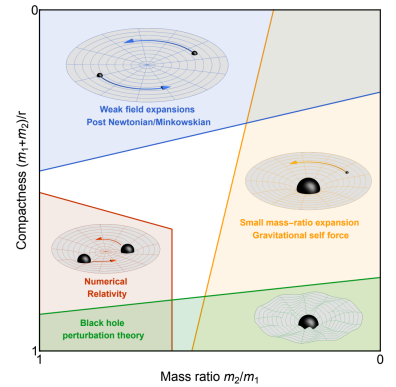 0
Weak field expansions
Post Newtonian/Minkowskian
Compactness (m₁+m₂)/r
Small mass-ratio expansion
Gravitational self force
Numerical
Relativity
Black hole
perturbation theory
1
1
0
Mass ratio m₂/m₁